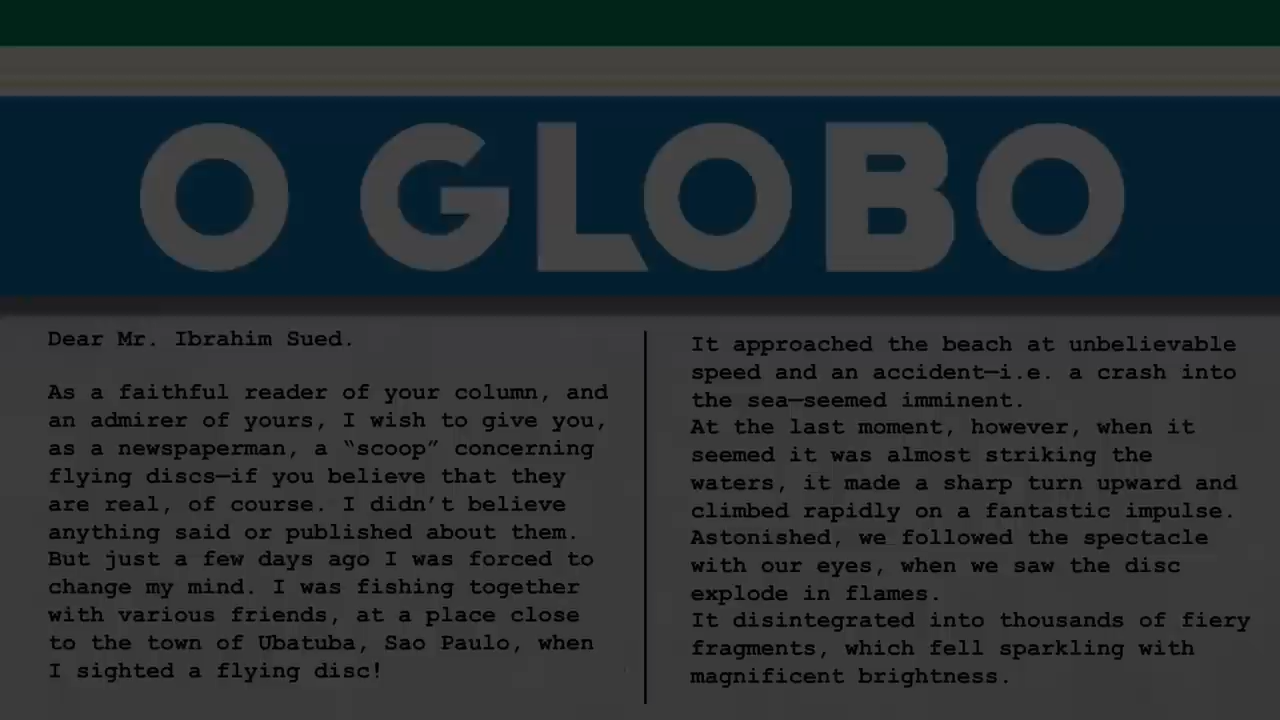 O GLOBO
Dear Mr. Ibrahim Sued.
As a faithful reader of your column, and
an admirer of yours, I wish to give you,
as a newspaperman, a “scoop” concerning
flying discs—if you believe that they
are real, of course. I didn’t believe
anything said or published about them.
But just a few days ago I was forced to
change my mind. I was fishing together
with various friends, at a place close
to the town of Ubatuba, Sao Paulo, when
I sighted a flying disc!
It approached the beach at unbelievable
speed and an accident—i.e. a crash into
the sea—seemed imminent.
At the last moment, however, when it
seemed it was almost striking the
waters, it made a sharp turn upward and
climbed rapidly on a fantastic impulse.
Astonished, we followed the spectacle
with our eyes, when we saw the disc
explode in flames.
It disintegrated into thousands of fiery
fragments, which fell sparkling with
magnificent brightness.